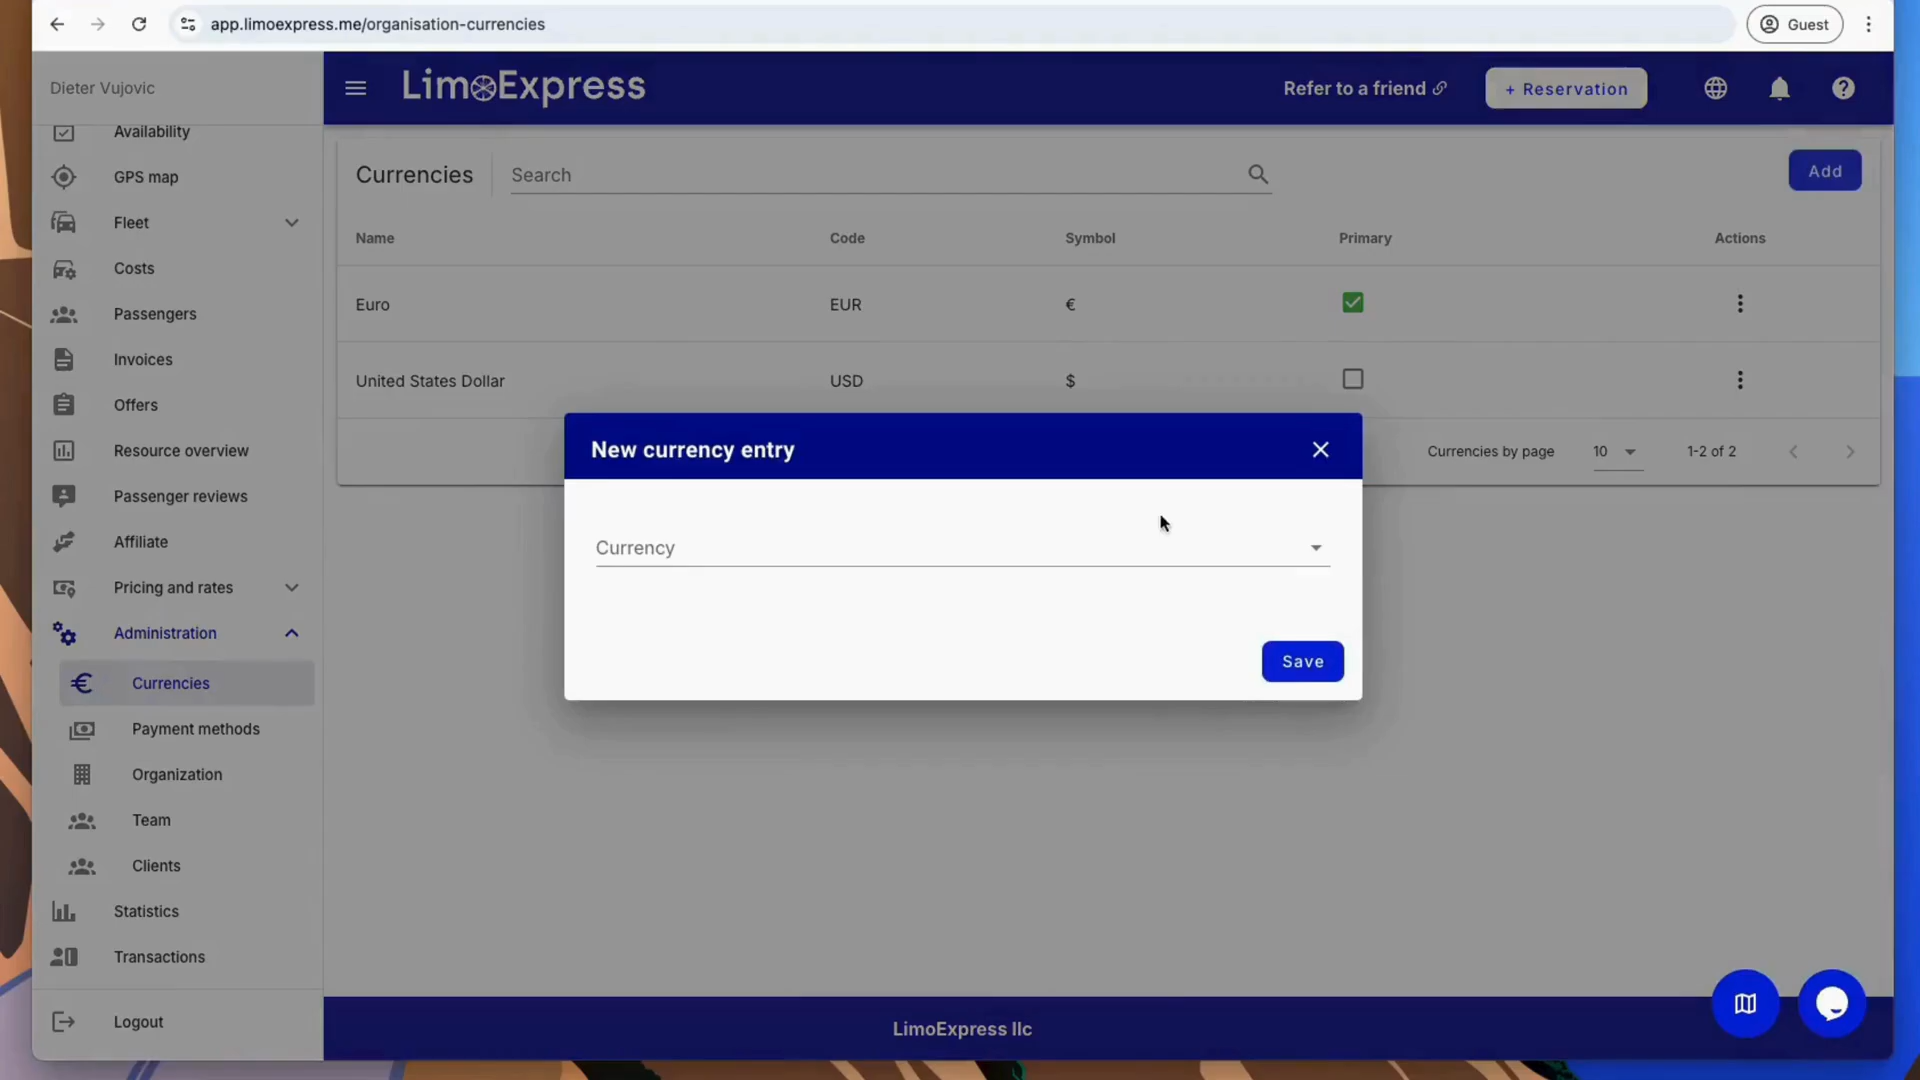 app.limoexpress.me/organisation-currencies
Guest
Dieter Vujovic
LimoExpress
Refer to a friend
+ Reservation
Availability
GPS map
Fleet
Costs
Passengers
Invoices
Offers
Resource overview
Passenger reviews
Affiliate
Pricing and rates
Administration
Currencies
Payment methods
Organization
Team
Clients
Statistics
Transactions
Logout
Currencies
Search
Add
Name Code Symbol Primary Actions
Euro EUR €
United States Dollar USD $
Currencies by page 10 1-2 of 2
New currency entry
Currency
Save
LimoExpress llc